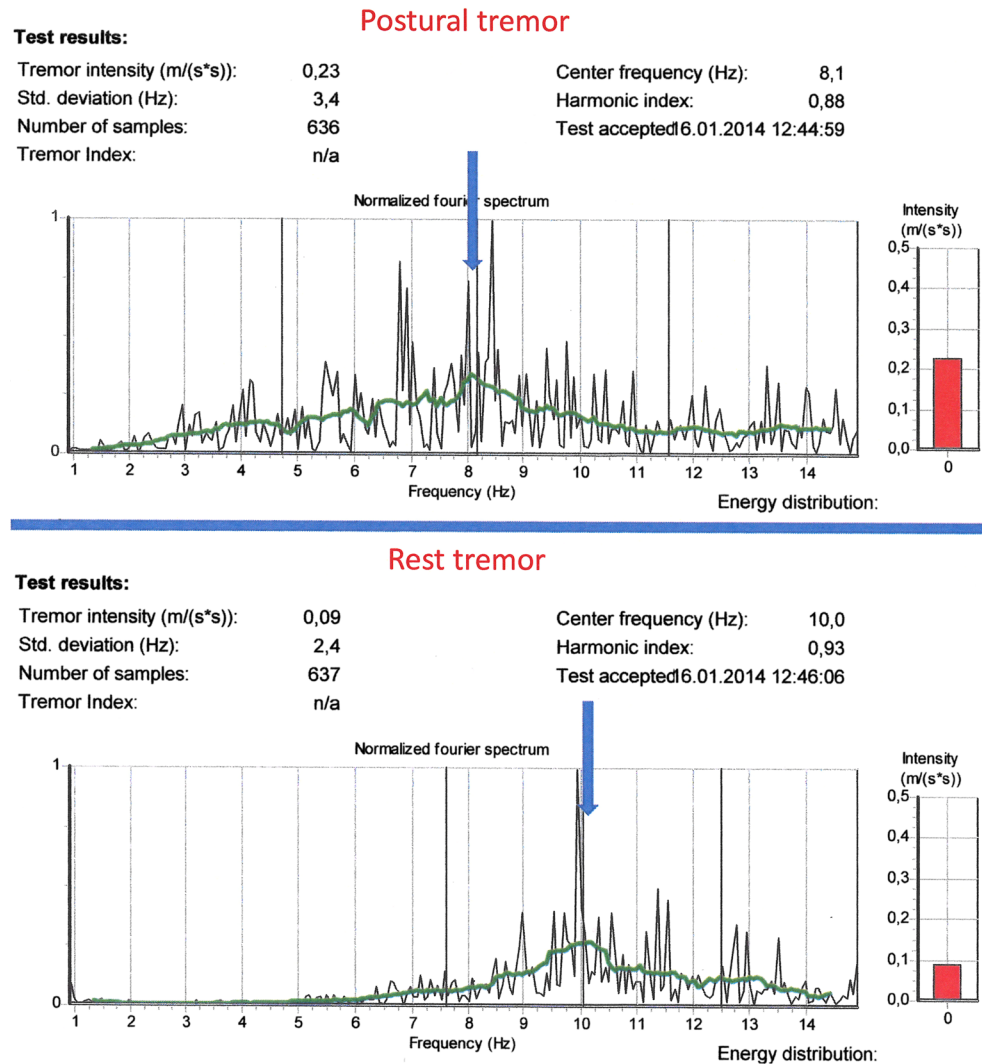 Postural tremor
Test results:
Tremor intensity (m/(s*s)): 0,23 Center frequency (Hz): 8,1
Std. deviation (Hz): 3,4 Harmonic index: 0,88
Number of samples: 636 Test accepted16.01.2014 12:44:59
Tremor Index: n/a
Normalized fourier spectrum
Intensity
(m/(s*s))
1
0
1 2 3 4 5 6 7 8 9 10 11 12 13 14
Frequency (Hz)
0,5
0,4
0,3
0,2
0,1
0,0
0
Energy distribution:
Rest tremor
Test results:
Tremor intensity (m/(s*s)): 0,09 Center frequency (Hz): 10,0
Std. deviation (Hz): 2,4 Harmonic index: 0,93
Number of samples: 637 Test accepted16.01.2014 12:46:06
Tremor Index: n/a
Normalized fourier spectrum
Intensity
(m/(s*s))
1
0
1 2 3 4 5 6 7 8 9 10 11 12 13 14
Frequency (Hz)
0,5
0,4
0,3
0,2
0,1
0,0
0
Energy distribution: